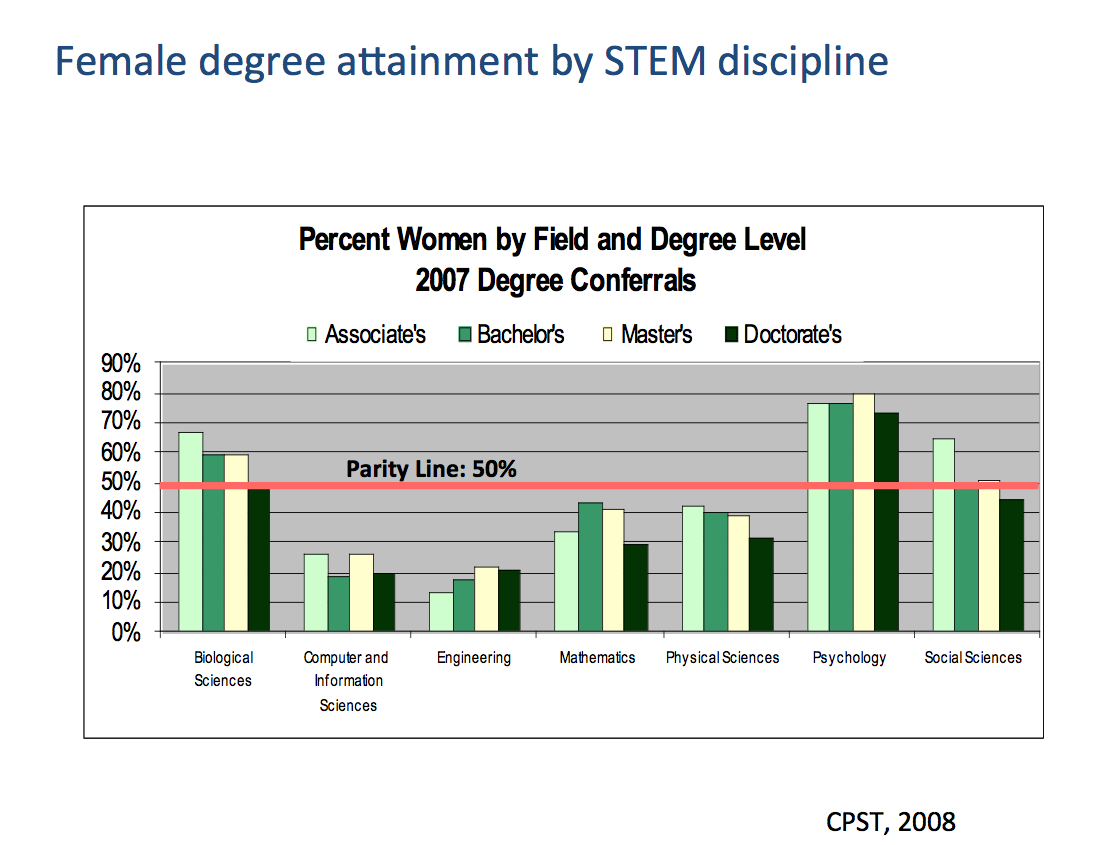 Female degree attainment by STEM discipline
Percent Women by Field and Degree Level
2007 Degree Conferrals
Associate's Bachelor's Master's Doctorate's
90%
80%
70%
60%
50%
40%
30%
20%
10%
0%
Parity Line: 50%
Biological
Sciences
Computer and
Information
Sciences
Engineering
Mathematics
Physical Sciences
Psychology
Social Sciences
CPST, 2008